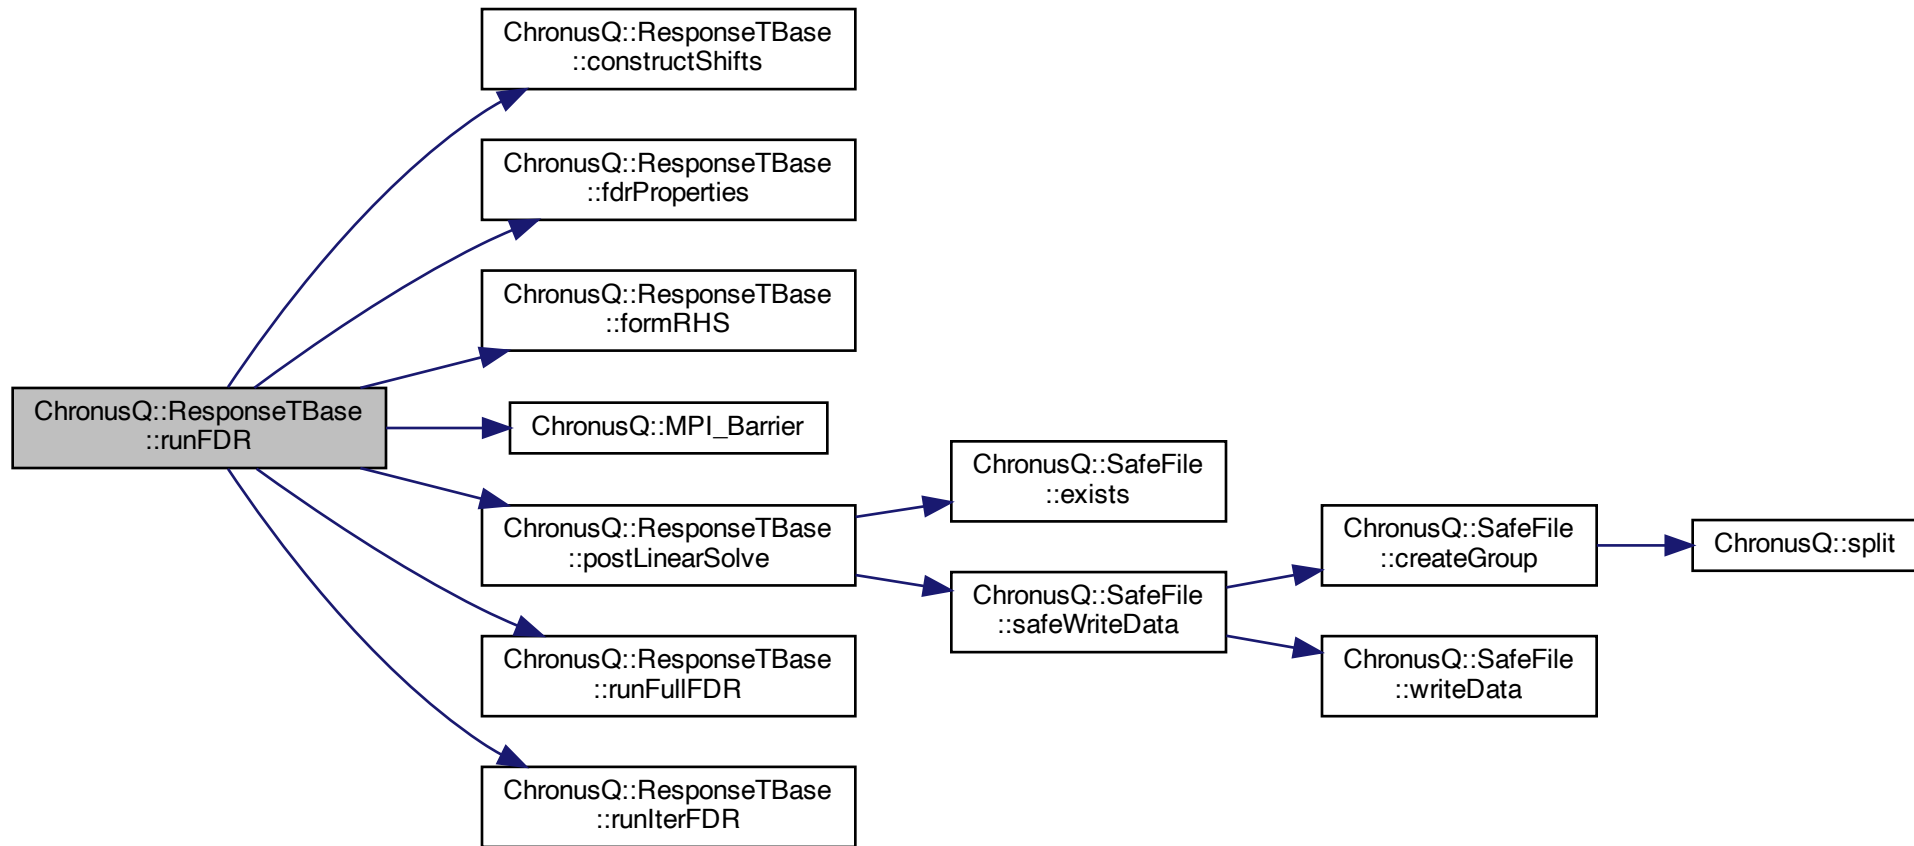 ChronusQ::ResponseTBase
::runFDR
ChronusQ::ResponseTBase
::constructShifts
ChronusQ::ResponseTBase
::fdrProperties
ChronusQ::ResponseTBase
::formRHS
ChronusQ::MPI_Barrier
ChronusQ::ResponseTBase
::postLinearSolve
ChronusQ::ResponseTBase
::runFullFDR
ChronusQ::ResponseTBase
::runIterFDR
ChronusQ::SafeFile
::exists
ChronusQ::SafeFile
::safeWriteData
ChronusQ::SafeFile
::createGroup
ChronusQ::SafeFile
::writeData
ChronusQ::split